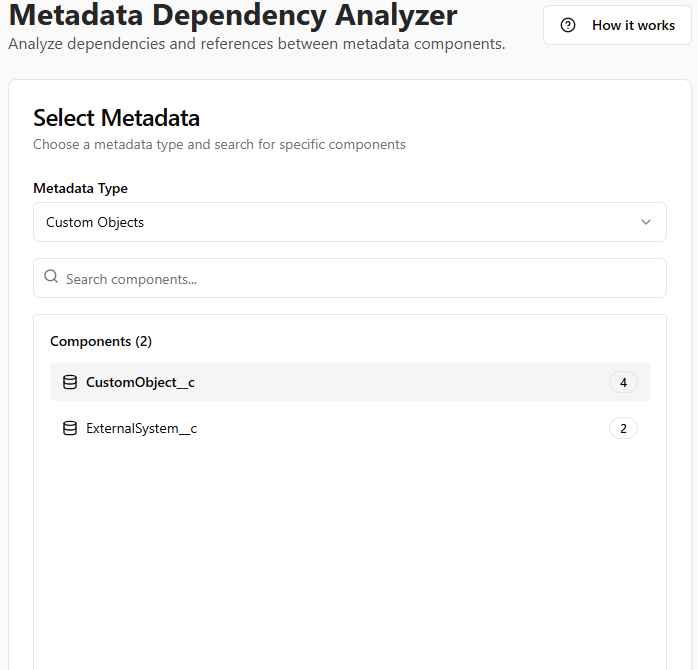 Metadata Dependency Analyzer
Analyze dependencies and references between metadata components.
How it works
Select Metadata
Choose a metadata type and search for specific components
Metadata Type
Custom Objects
Search components...
Components (2)
CustomObject__c 4
ExternalSystem__c 2